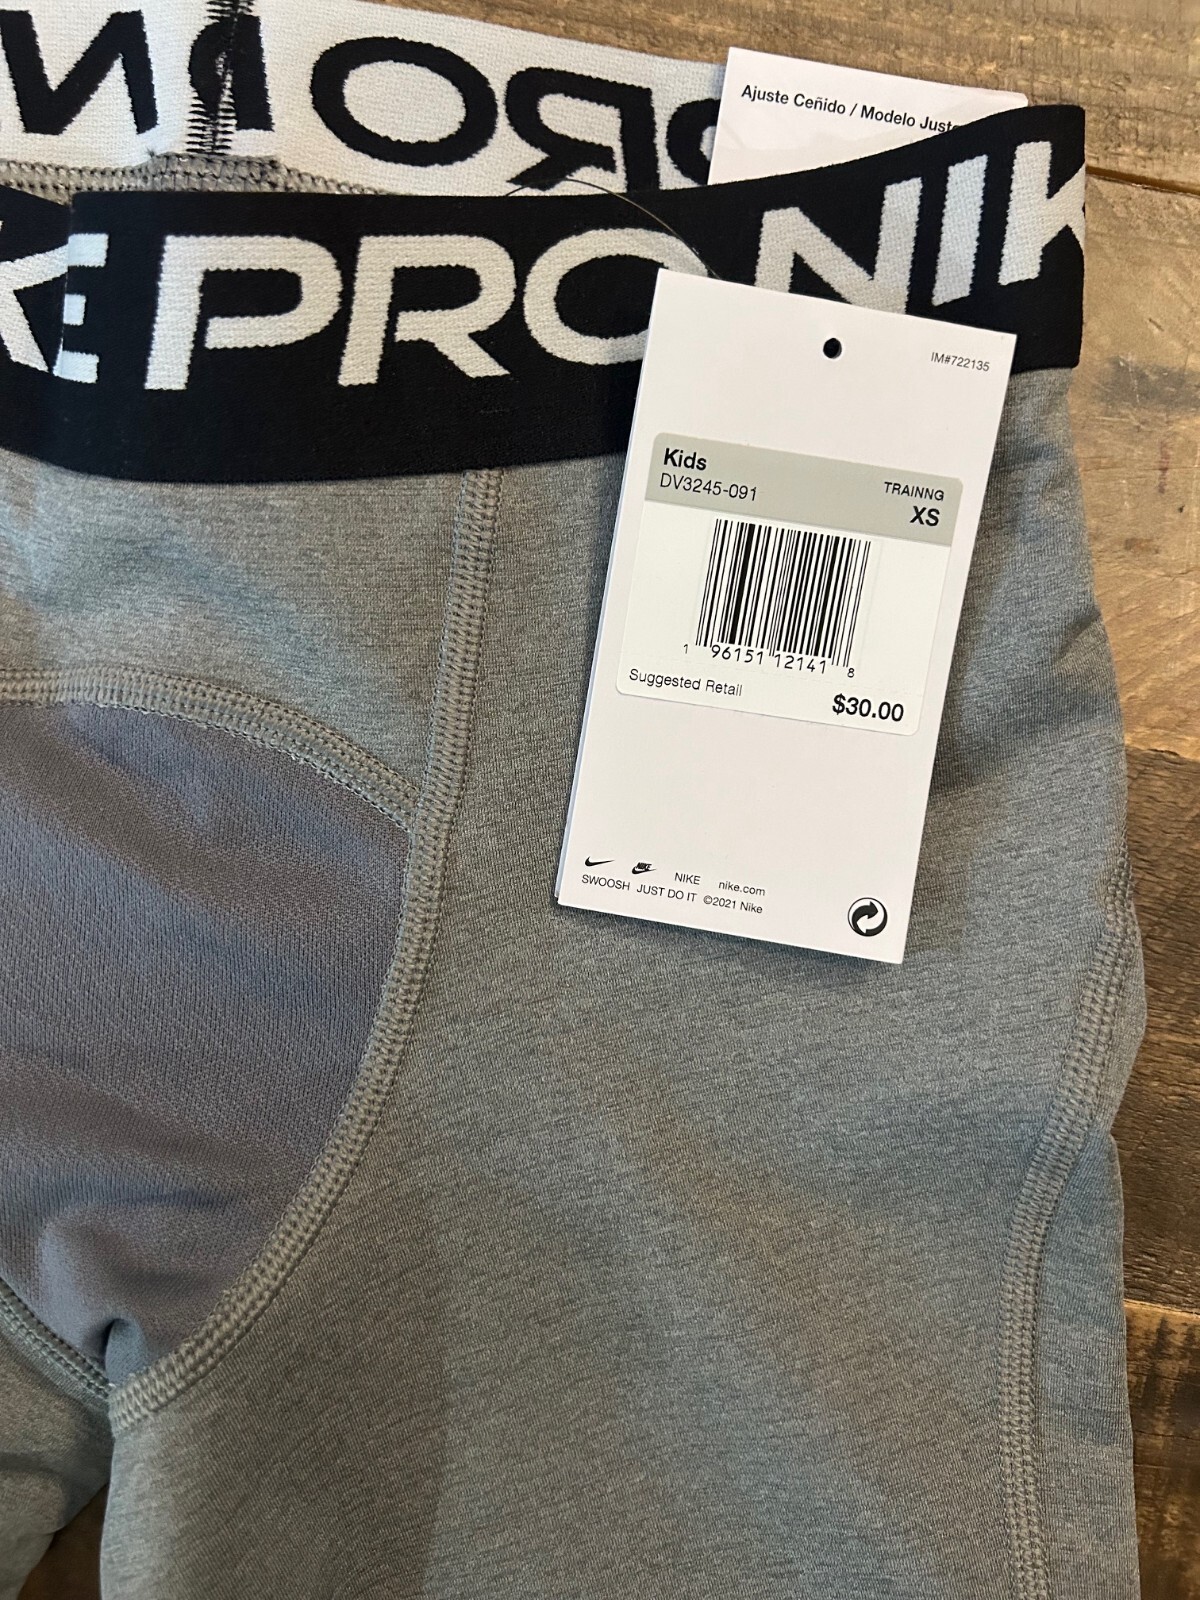 PRO
Ajuste Ceñido / Modelo
KE PRO NIK
IM#722135
Kids
DV3245-091
TRAINNG
XS
1 96151 12141 8
Suggested Retail
$30.00
NIKE
NIKE nike.com
SWOOSH JUST DO IT ©2021 Nike